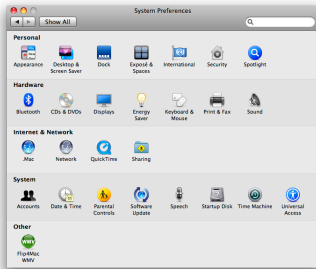 System Preferences
Show All
Personal
Appearance
Desktop & Screen Saver
Dock
Exposé & Spaces
International
Security
Spotlight
Hardware
Bluetooth
CDs & DVDs
Displays
Energy Saver
Keyboard & Mouse
Print & Fax
Sound
Internet & Network
.Mac
Network
QuickTime
Sharing
System
Accounts
Date & Time
Parental Controls
Software Update
Speech
Startup Disk
Time Machine
Universal Access
Other
WMV
Flip4Mac WMV